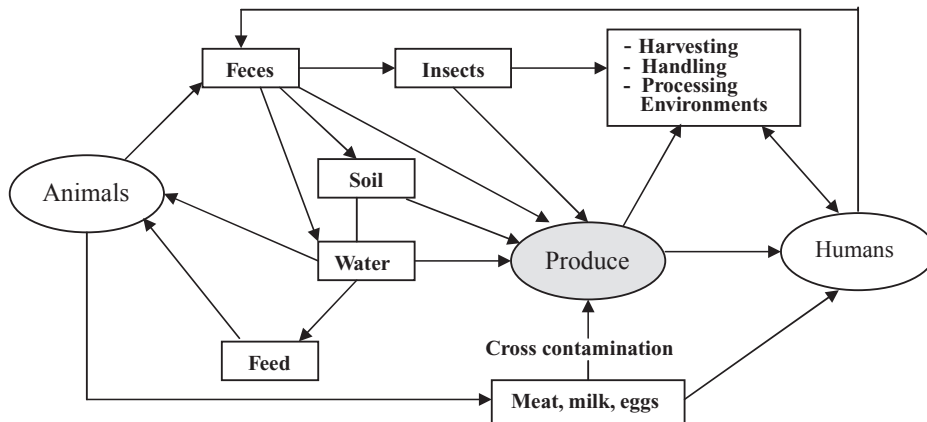 Feces
Insects
- Harvesting
- Handling
- Processing
Environments
Animals
Soil
Water
Produce
Humans
Feed
Cross contamination
Meat, milk, eggs